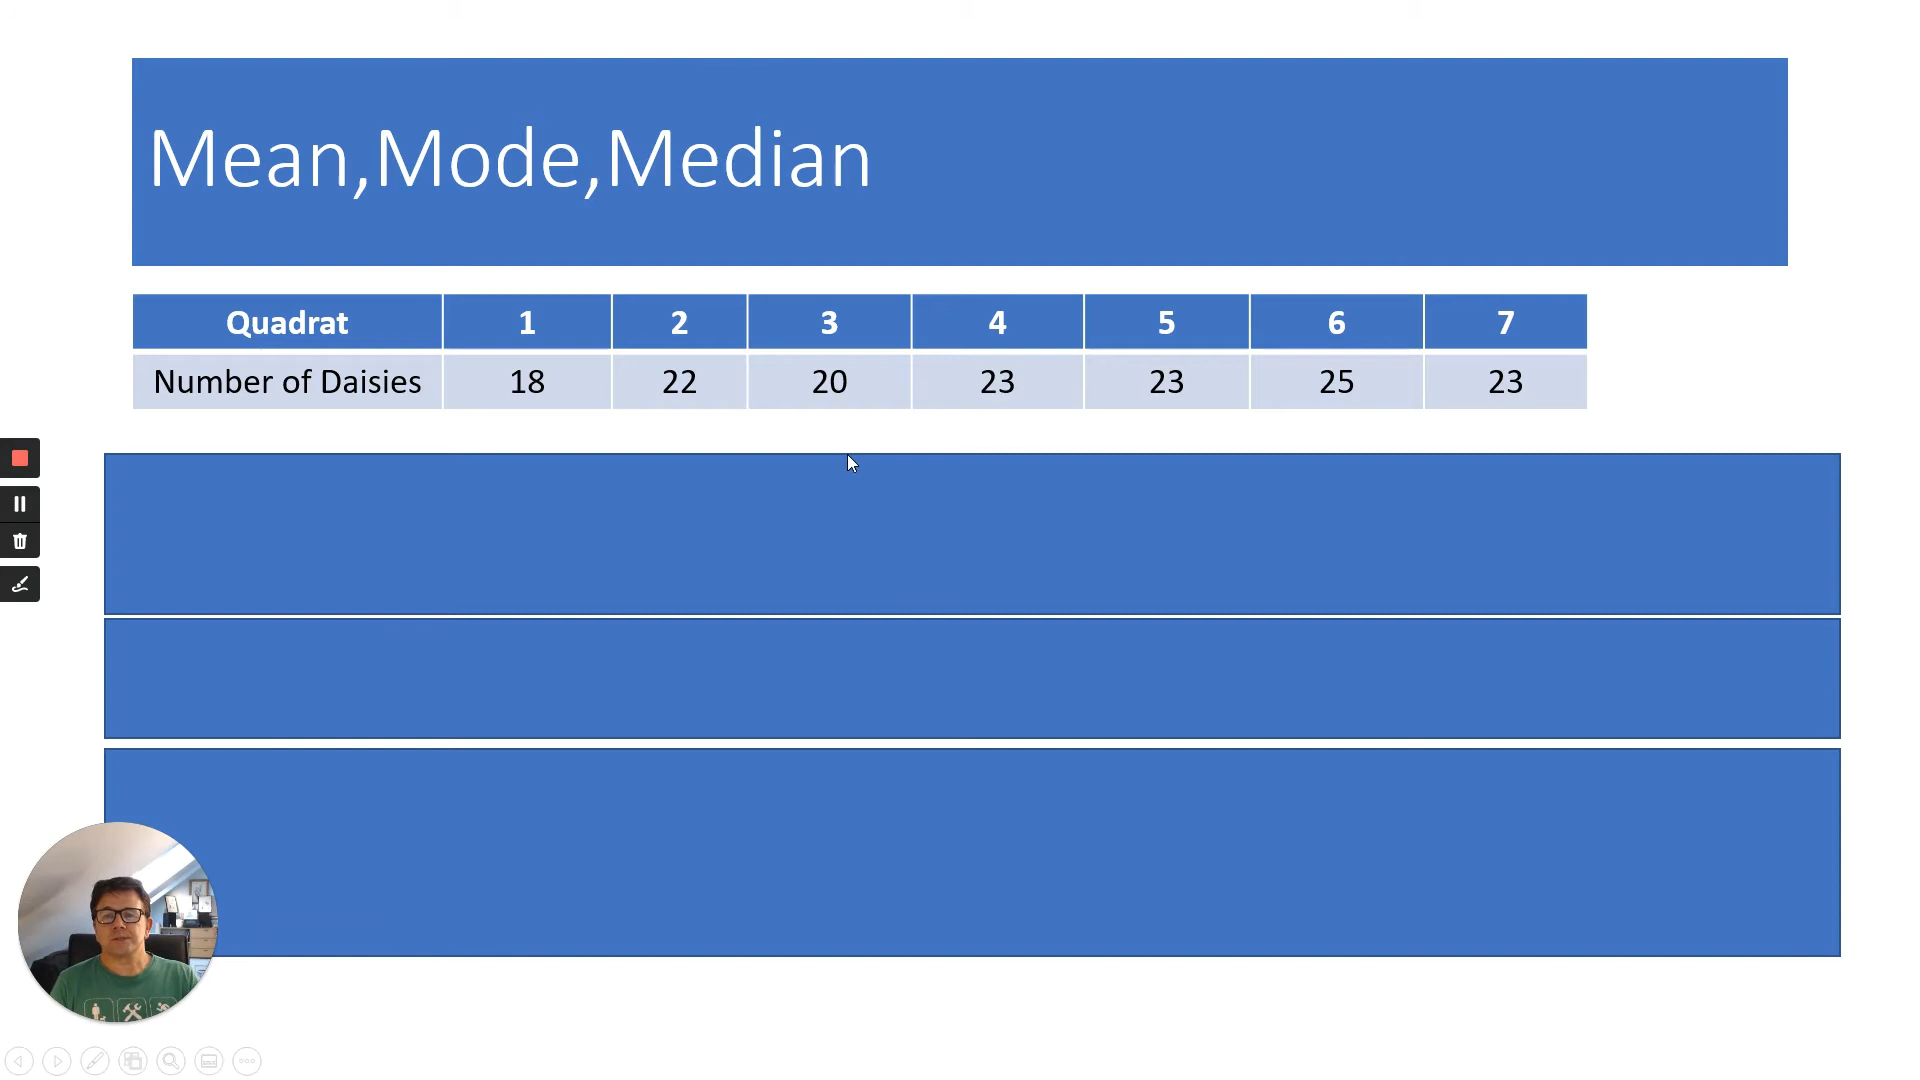 Mean,Mode,Median
Quadrat 1 2 3 4 5 6 7
Number of Daisies 18 22 20 23 23 25 23